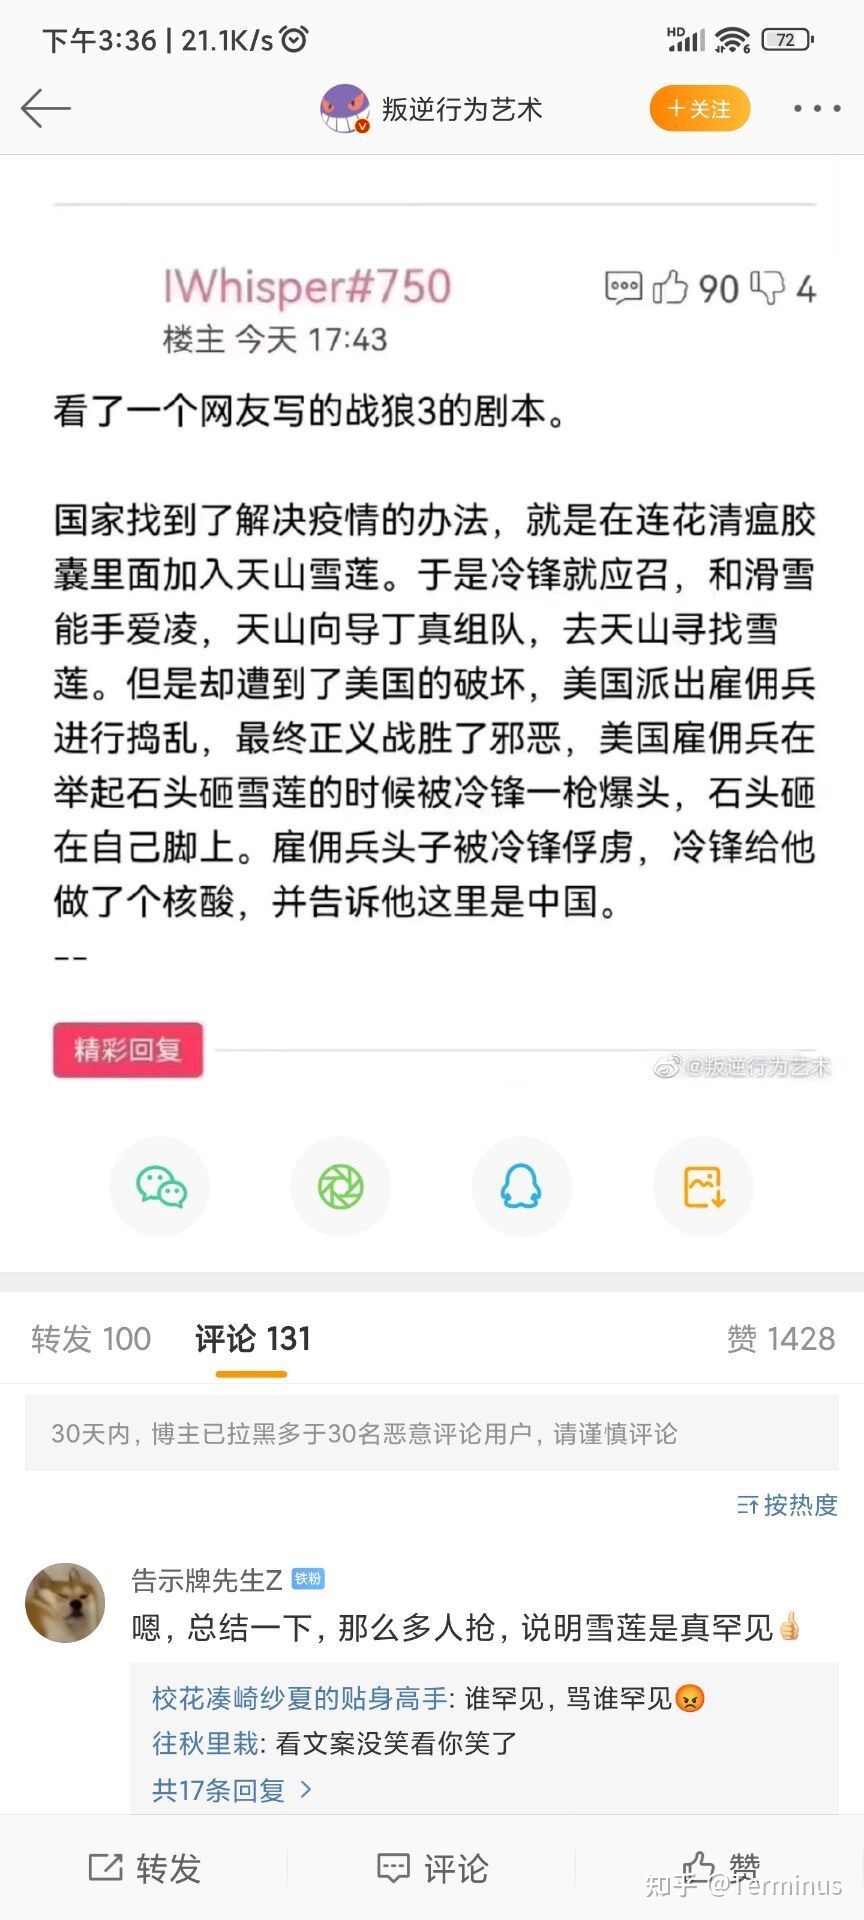 下午3:36 | 21.1K/s
HD 6 72
叛逆行为艺术
+关注
IWhisper#750
90 4
楼主 今天 17:43
看了一个网友写的战狼3的剧本。
国家找到了解决疫情的办法，就是在连花清瘟胶
囊里面加入天山雪莲。于是冷锋就应召，和滑雪
能手爱凌，天山向导丁真组队，去天山寻找雪
莲。但是却遭到了美国的破坏，美国派出雇佣兵
进行捣乱，最终正义战胜了邪恶，美国雇佣兵在
举起石头砸雪莲的时候被冷锋一枪爆头，石头砸
在自己脚上。雇佣兵头子被冷锋俘虏，冷锋给他
做了个核酸，并告诉他这里是中国。
--
精彩回复
@叛逆行为艺术
转发 100 评论 131 赞 1428
30天内，博主已拉黑多于30名恶意评论用户，请谨慎评论
按热度
告示牌先生Z 铁粉
嗯，总结一下，那么多人抢，说明雪莲是真罕见👍
校花凑崎纱夏的贴身高手: 谁罕见，骂谁罕见😡
往秋里栽: 看文案没笑看你笑了
共17条回复 >
转发 评论 赞
知乎 @Terminus